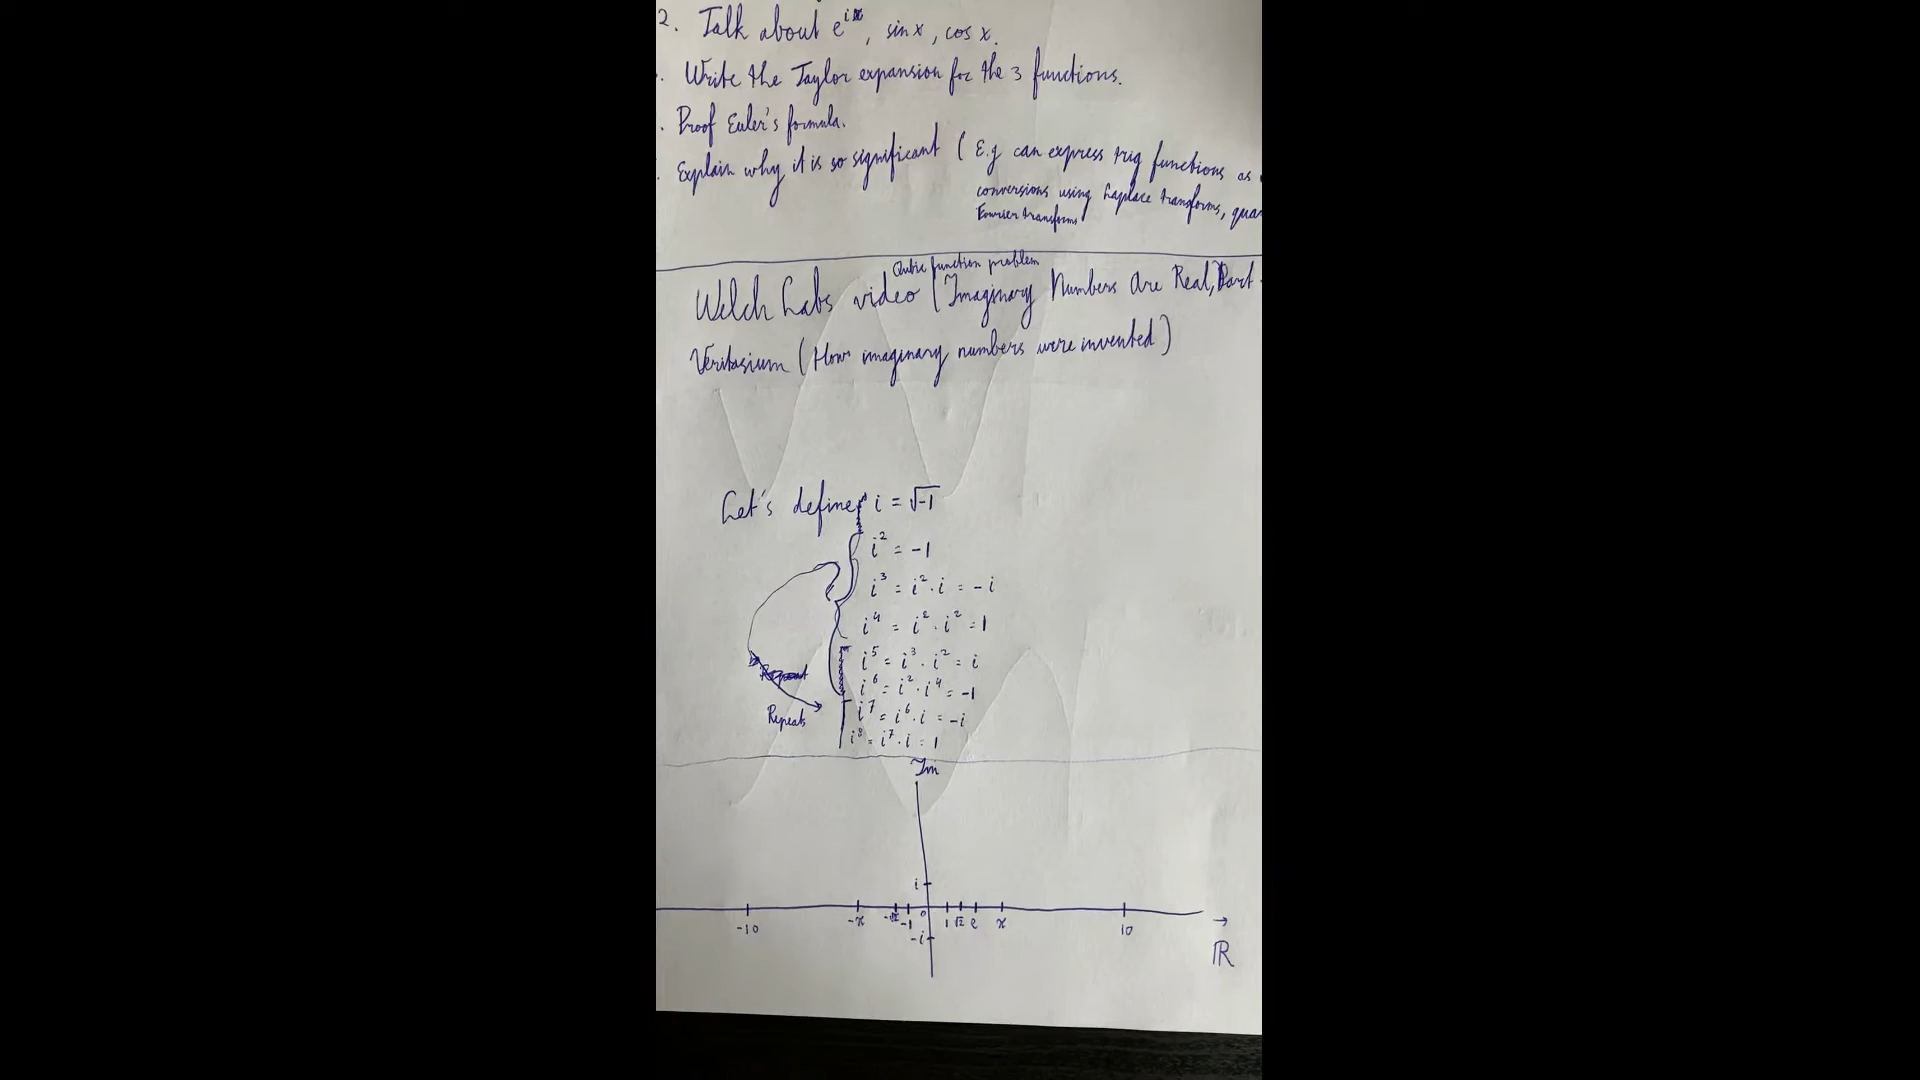 2. Talk about e^ix, sin x, cos x.
. Write the Taylor expansion for the 3 functions.
. Proof Euler's formula.
. Explain why it is so significant ( E.g can express trig functions as
conversions using Laplace transforms, qua
Fourier transforms
Qubic function problem
Welch Labs video (Imaginary Numbers Are Real, Part
Veritasium (How imaginary numbers were invented)
Let's define i = √-1
i² = -1
i³ = i² · i = -i
i⁴ = i² · i² = 1
i⁵ = i³ · i² = i
i⁶ = i² · i⁴ = -1
i⁷ = i⁶ · i = -i
Repeats
i⁸ = i⁷ · i = 1
Im
i
-10 -π -1 0 1 √2 e π 10
-i
ℝ